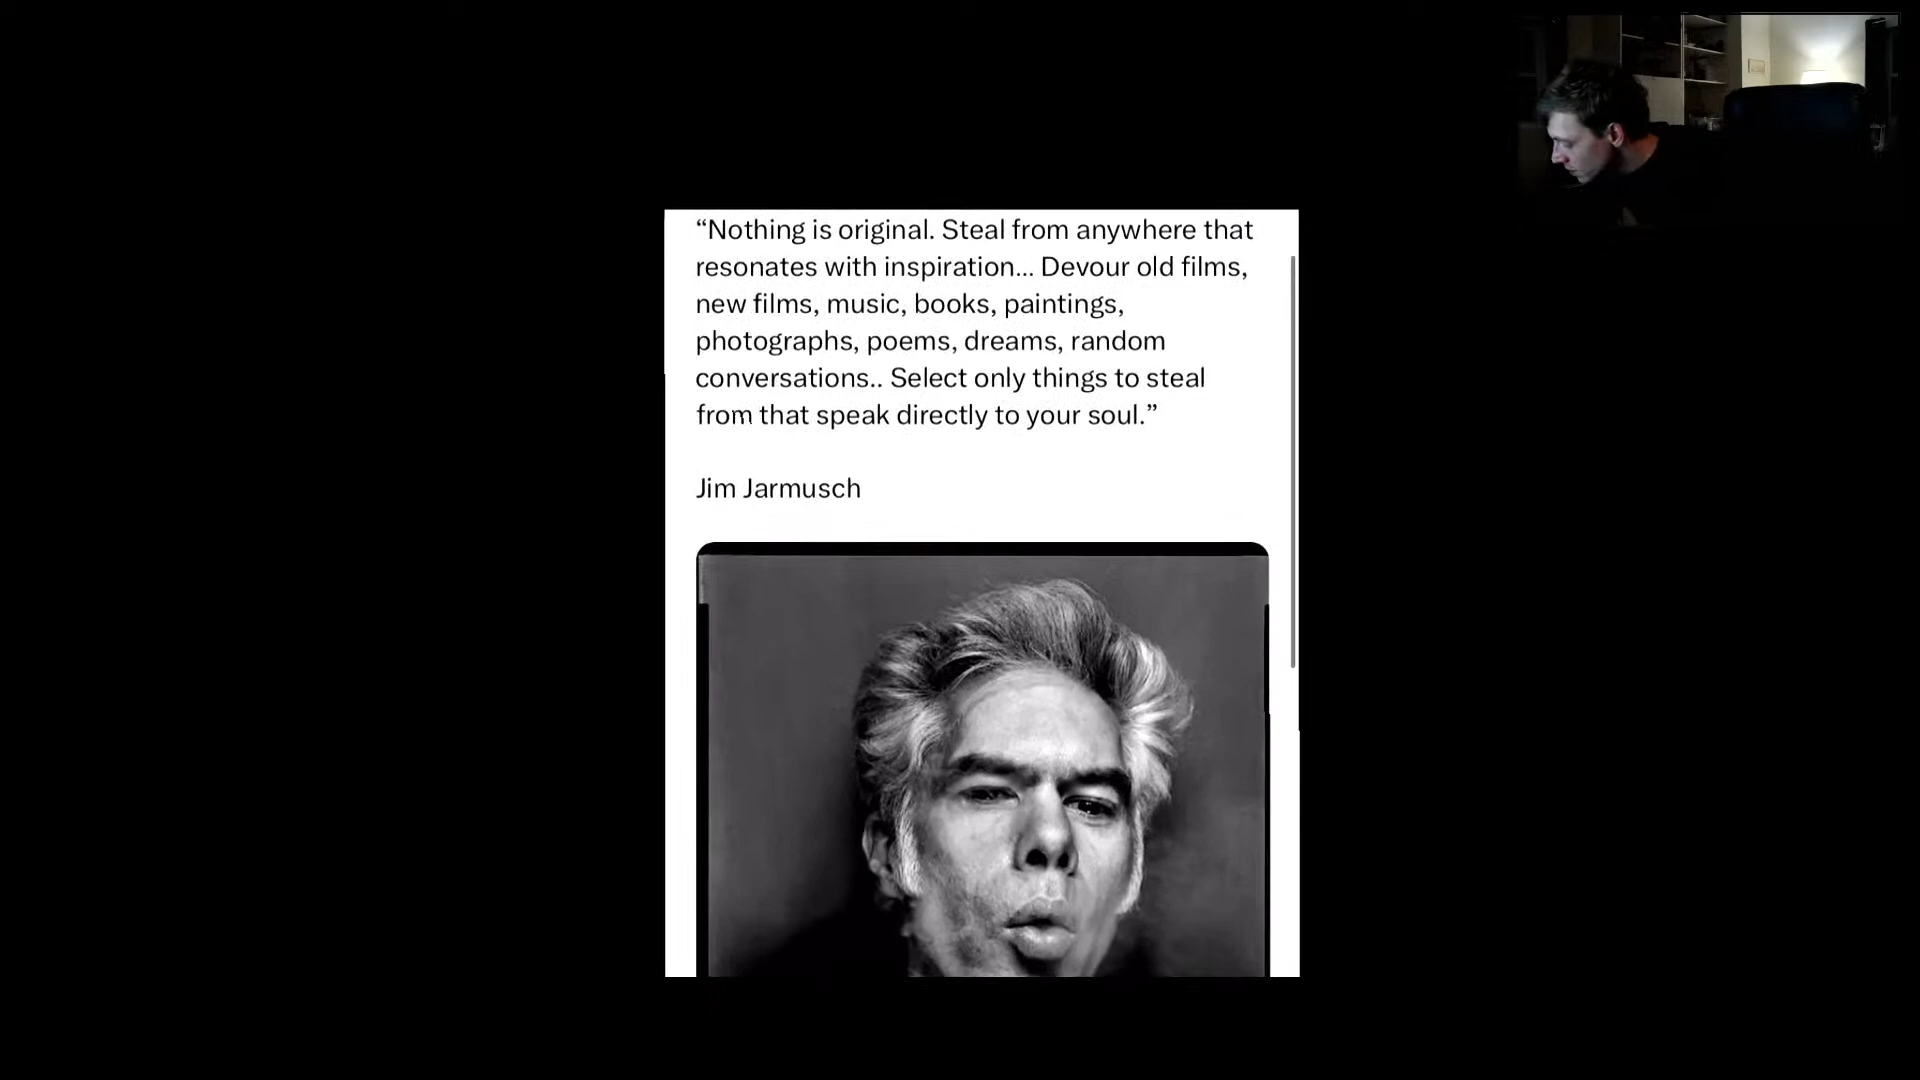 “Nothing is original. Steal from anywhere that
resonates with inspiration... Devour old films,
new films, music, books, paintings,
photographs, poems, dreams, random
conversations.. Select only things to steal
from that speak directly to your soul.”
Jim Jarmusch